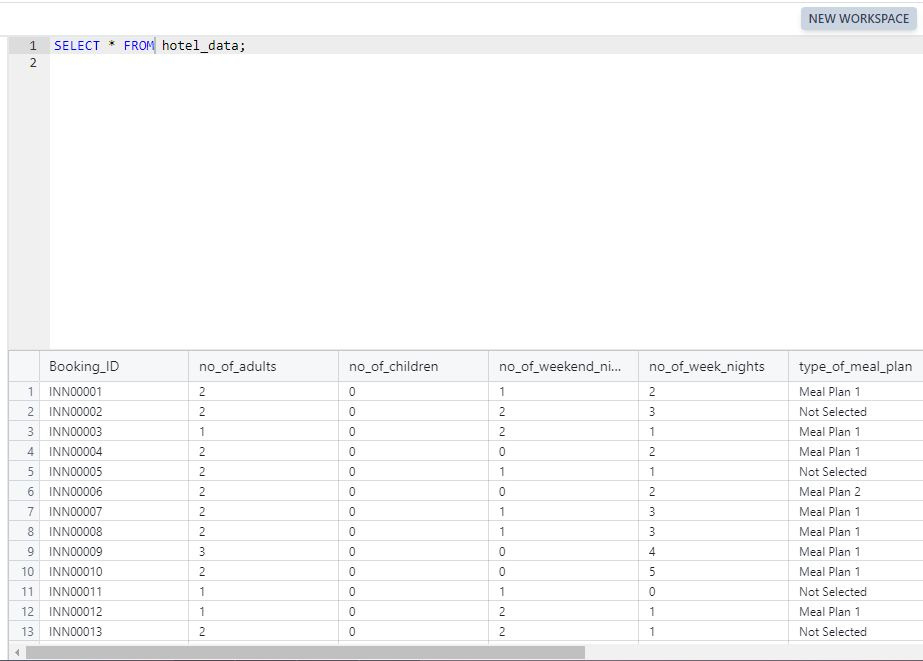 NEW WORKSPACE
1 SELECT * FROM hotel_data;
2
Booking_ID no_of_adults no_of_children no_of_weekend_ni... no_of_week_nights type_of_meal_plan
1 INN00001 2 0 1 2 Meal Plan 1
2 INN00002 2 0 2 3 Not Selected
3 INN00003 1 0 2 1 Meal Plan 1
4 INN00004 2 0 0 2 Meal Plan 1
5 INN00005 2 0 1 1 Not Selected
6 INN00006 2 0 0 2 Meal Plan 2
7 INN00007 2 0 1 3 Meal Plan 1
8 INN00008 2 0 1 3 Meal Plan 1
9 INN00009 3 0 0 4 Meal Plan 1
10 INN00010 2 0 0 5 Meal Plan 1
11 INN00011 1 0 1 0 Not Selected
12 INN00012 1 0 2 1 Meal Plan 1
13 INN00013 2 0 2 1 Not Selected